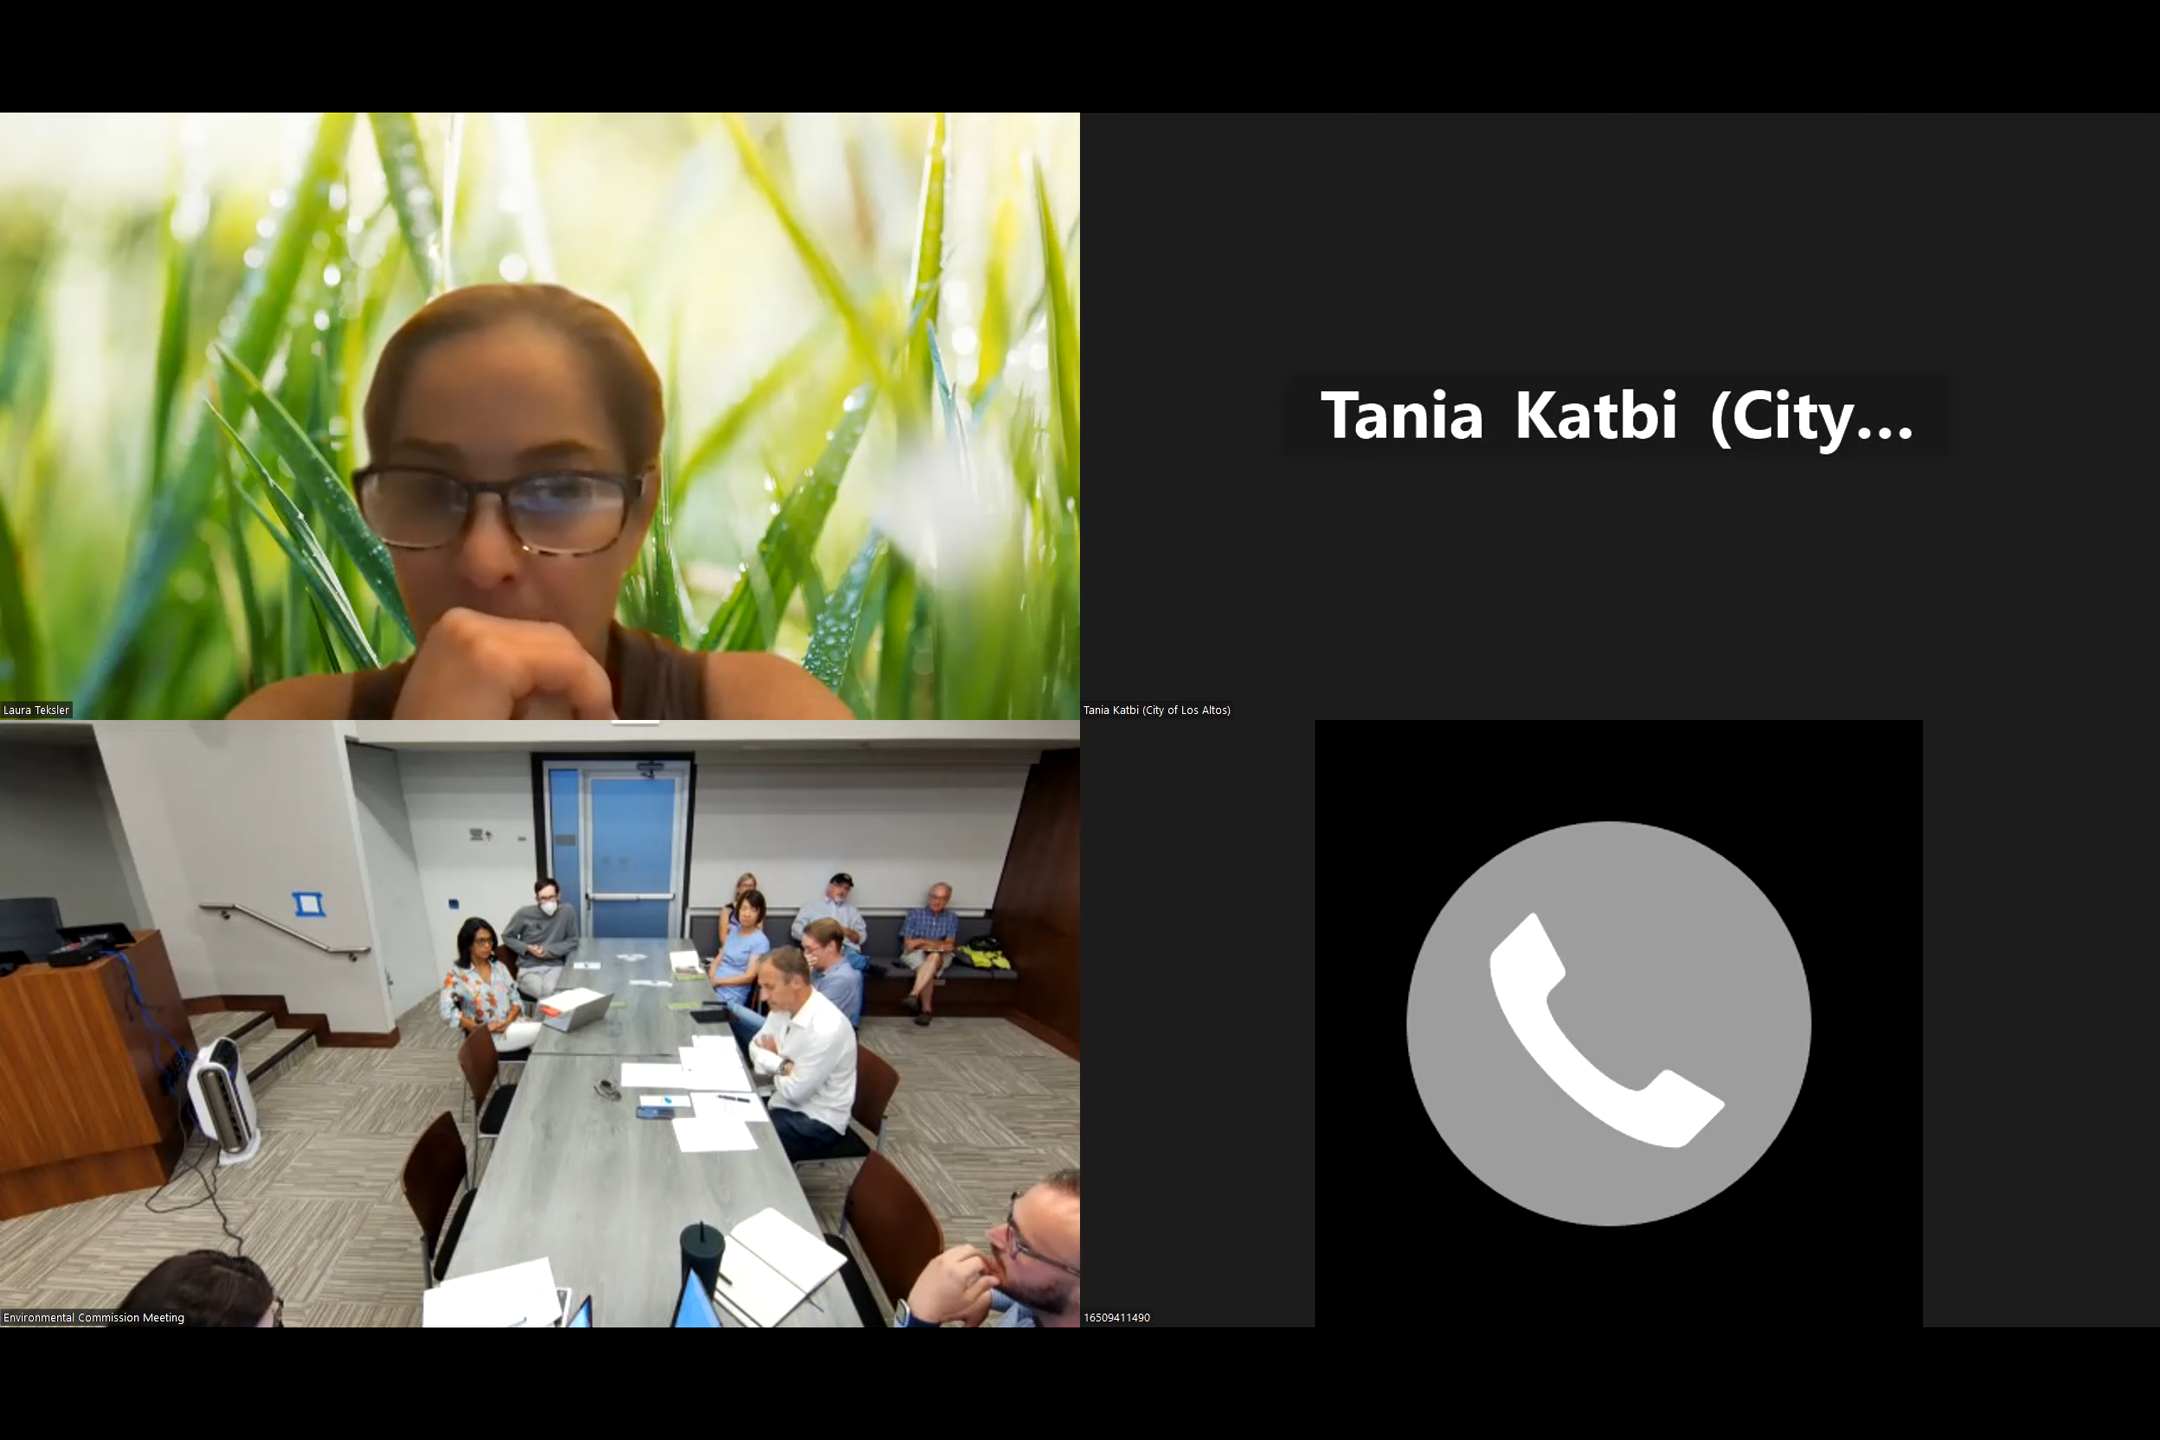 Tania Katbi (City...
Laura Teksler
Tania Katbi (City of Los Altos)
Environmental Commission Meeting
16509411490